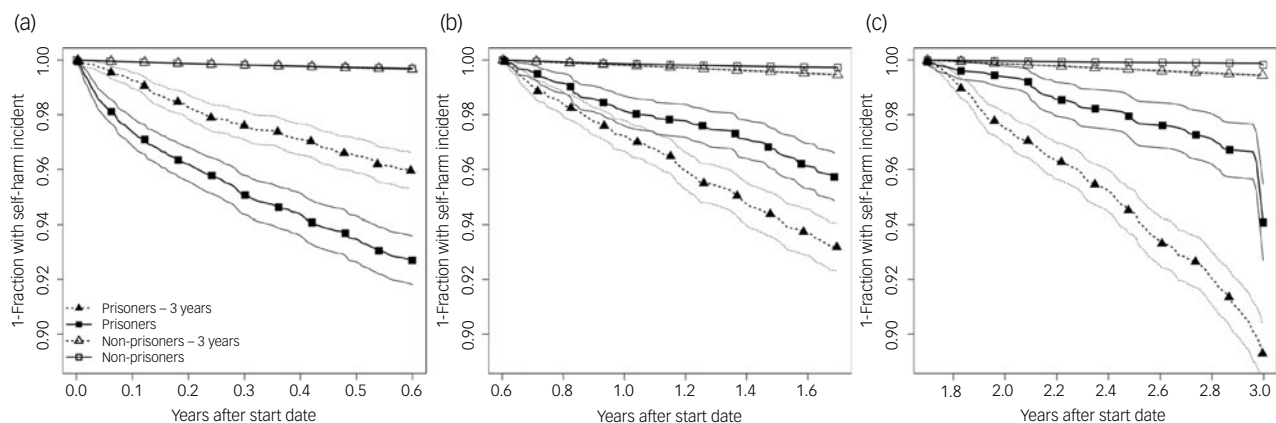 (a)
1-Fraction with self-harm incident
1.00
0.98
0.96
0.94
0.92
0.90
Prisoners – 3 years
Prisoners
Non-prisoners – 3 years
Non-prisoners
0.0 0.1 0.2 0.3 0.4 0.5 0.6
Years after start date
(b)
1-Fraction with self-harm incident
1.00
0.98
0.96
0.94
0.92
0.90
0.6 0.8 1.0 1.2 1.4 1.6
Years after start date
(c)
1-Fraction with self-harm incident
1.00
0.98
0.96
0.94
0.92
0.90
1.8 2.0 2.2 2.4 2.6 2.8 3.0
Years after start date